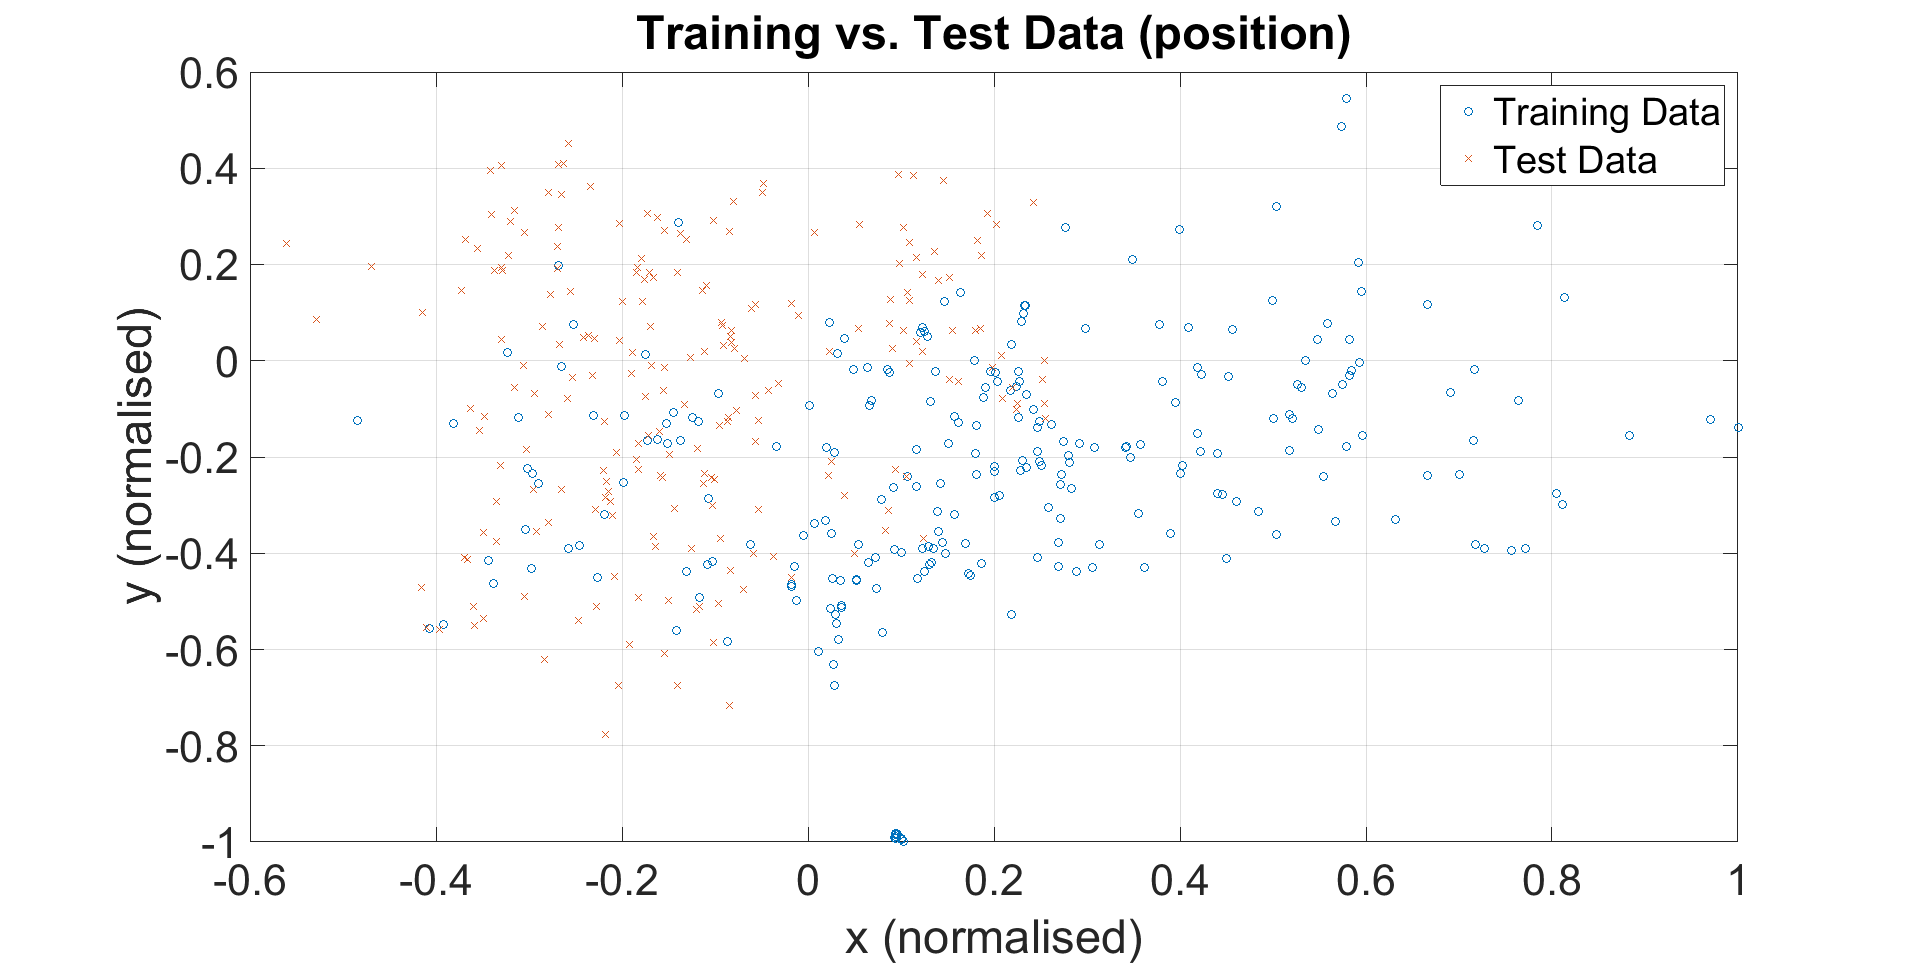 Training vs. Test Data (position)
0.6
0.4
0.2
0
-0.2
-0.4
-0.6
-0.8
-1
y (normalised)
Training Data
Test Data
-0.6 -0.4 -0.2 0 0.2 0.4 0.6 0.8 1
x (normalised)